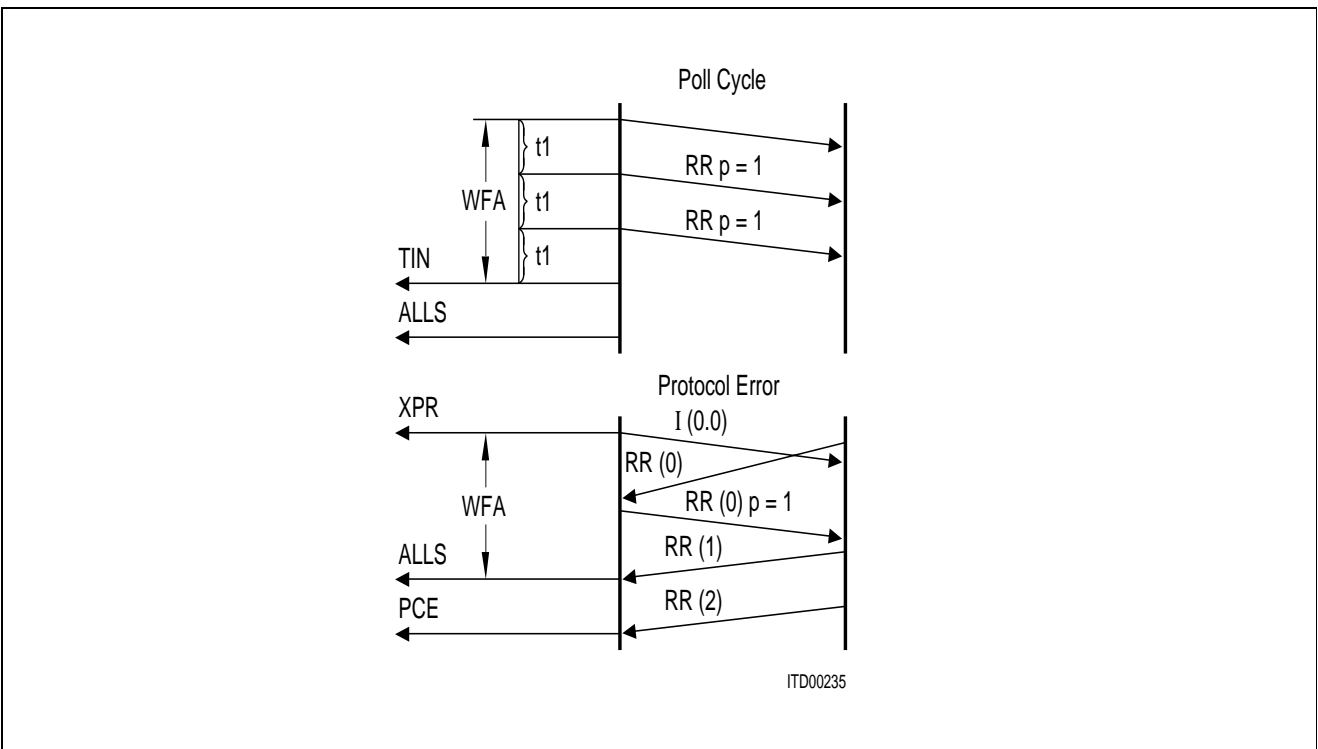 Poll Cycle
t1
RR p = 1
WFA
t1
RR p = 1
t1
TIN
ALLS
Protocol Error
XPR
I (0.0)
RR (0)
WFA
RR (0) p = 1
RR (1)
ALLS
RR (2)
PCE
ITD00235